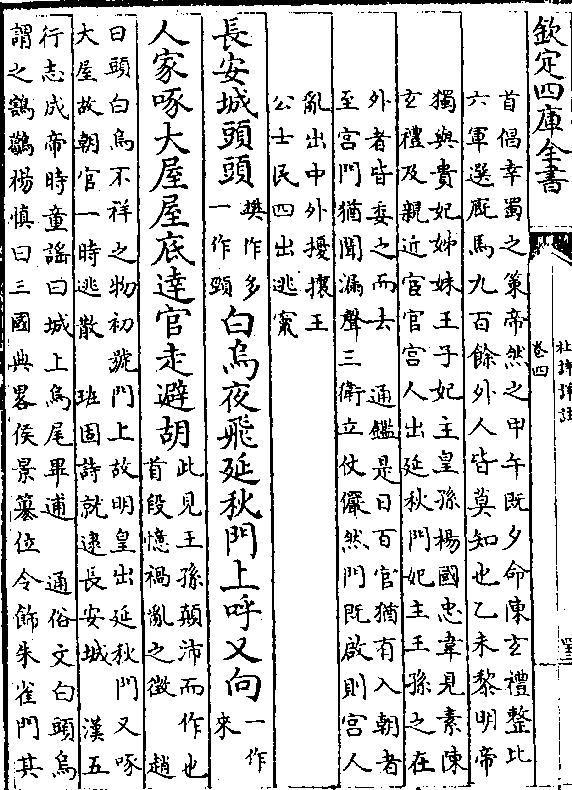 欽定四庫全書
杜詩詳註
卷四
首倡幸蜀之策帝然之甲午既夕命陳玄禮整比
六軍選厩馬九百餘外人皆莫知也乙未黎明帝
獨與貴妃姊妹王子妃主皇孫楊國忠韋見素陳
玄禮及親近宦官宮人出延秋門妃主王孫之在
外者皆委之而去　通鑑是日百官猶有入朝者
至宮門猶聞漏聲三衛立仗儼然門既啟則宮人
亂出中外擾攘王
公士民四出逃竄
長安城頭頭樊作多一作頸白烏夜飛延秋門上呼又向一作來
人家啄大屋屋底達官走避胡此見王孫顛沛而作也首段憶禍亂之徵　趙
曰頭白烏不祥之物初號門上故明皇出延秋門又啄
大屋故朝官一時逃散　班固詩就逮長安城　漢五
行志成帝時童謡曰城上烏尾畢逋　通俗文白頭烏
謂之鶷鶡楊慎曰三國典畧侯景簒位令飾朱雀門其